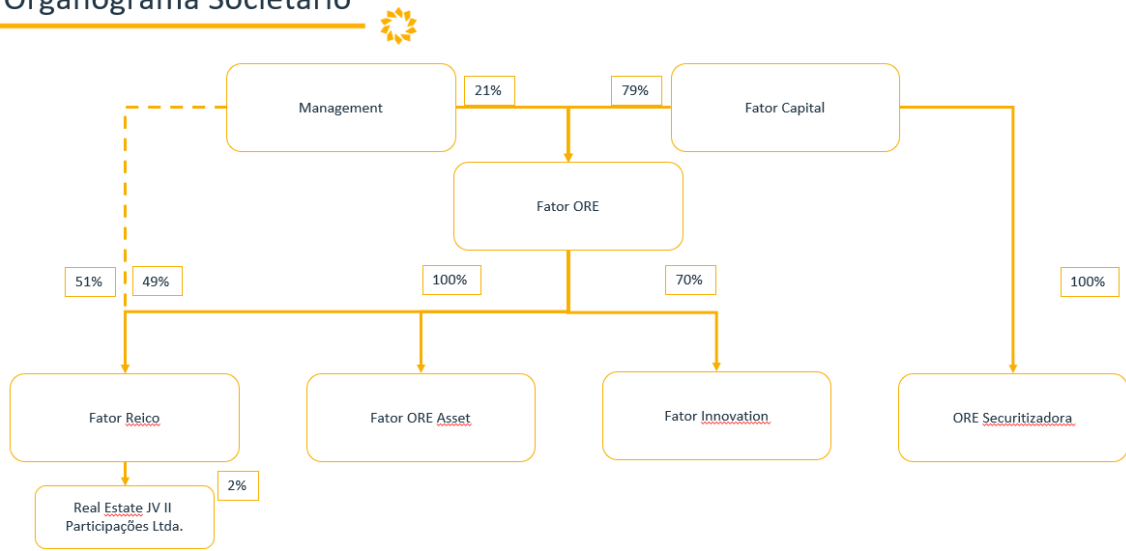 Organograma Societário
Management
21%
79%
Fator Capital
Fator ORE
51%
49%
100%
70%
100%
Fator Reico
Fator ORE Asset
Fator Innovation
ORE Securitizadora
2%
Real Estate JV II
Participações Ltda.